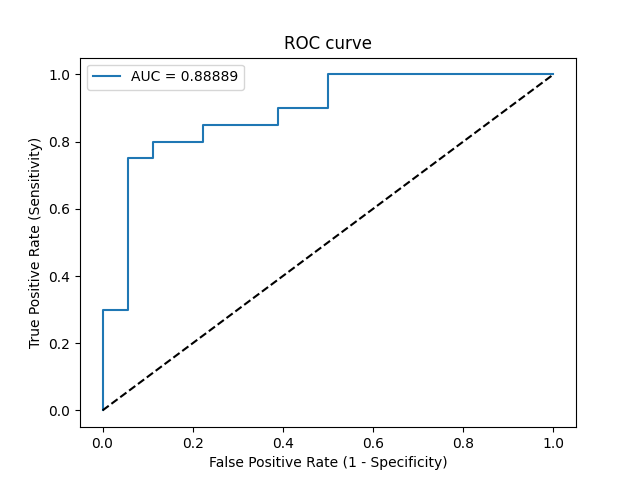 ROC curve
AUC = 0.88889
1.0
0.8
0.6
0.4
0.2
0.0
True Positive Rate (Sensitivity)
0.0 0.2 0.4 0.6 0.8 1.0
False Positive Rate (1 - Specificity)